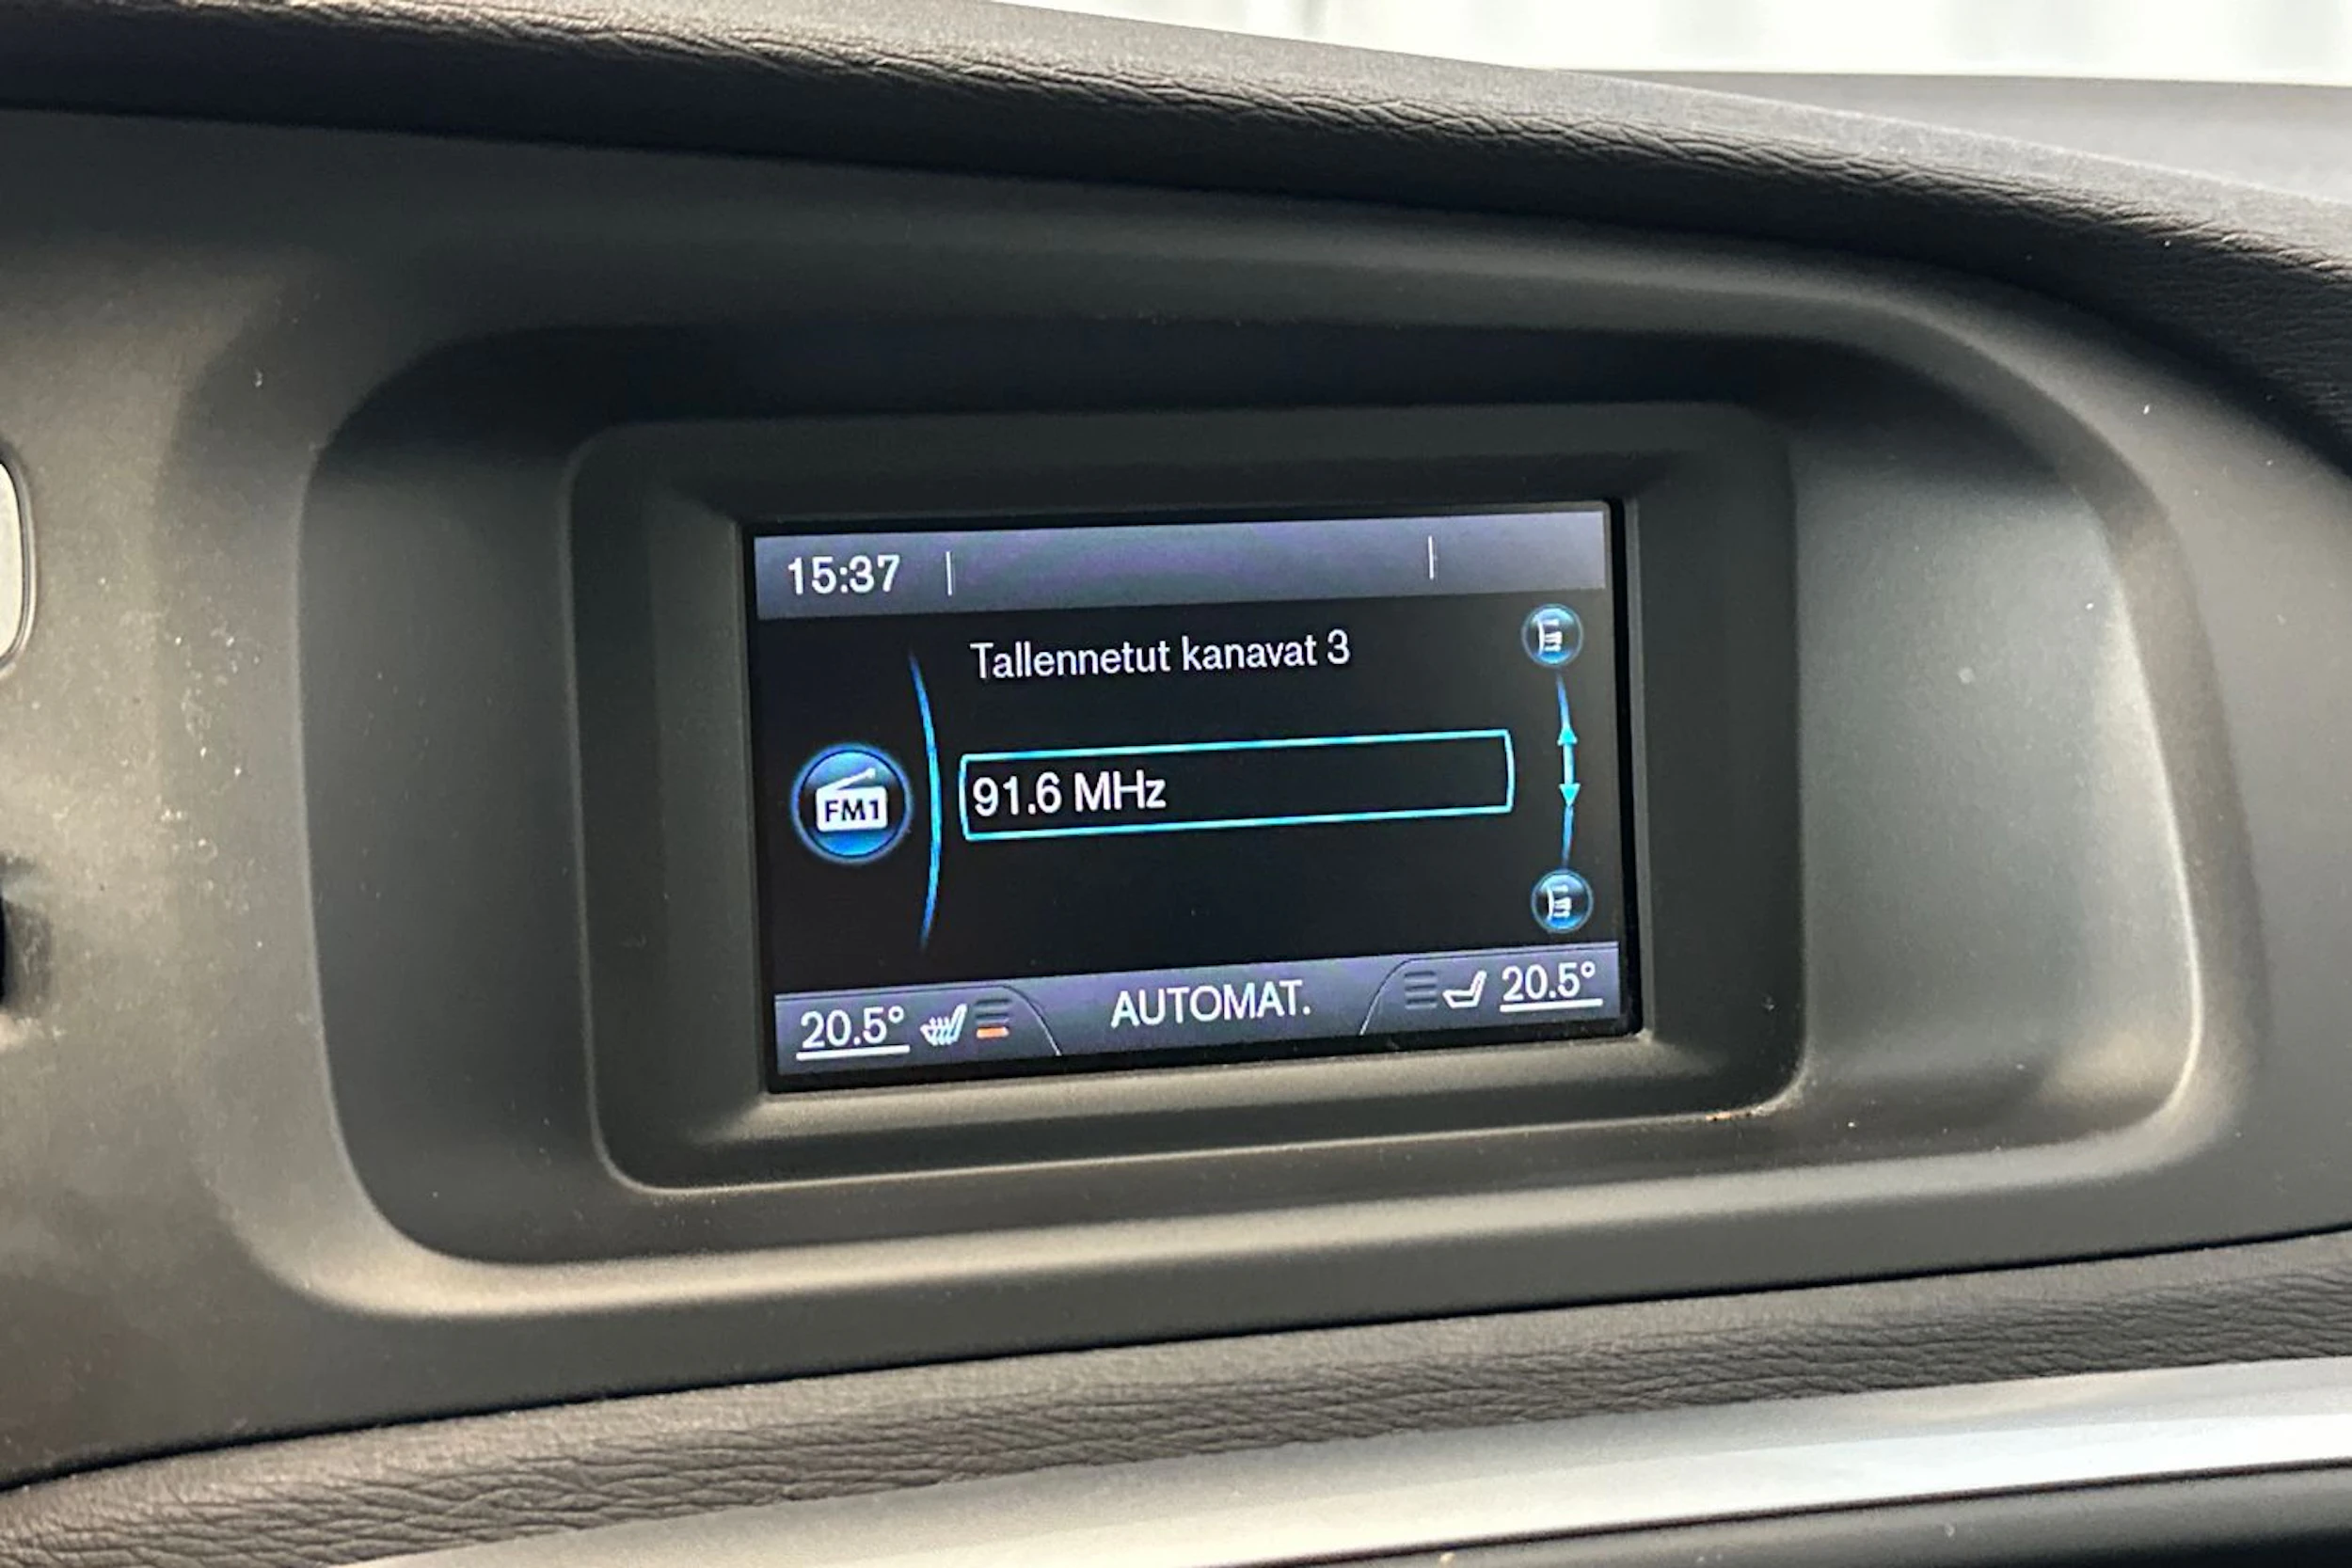 15:37
Tallennetut kanavat 3
FM1
91.6 MHz
20.5° AUTOMAT. 20.5°